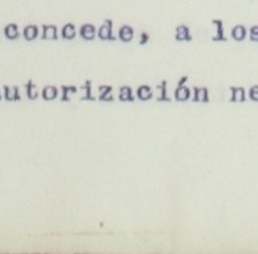 concede, a los
utorización ne